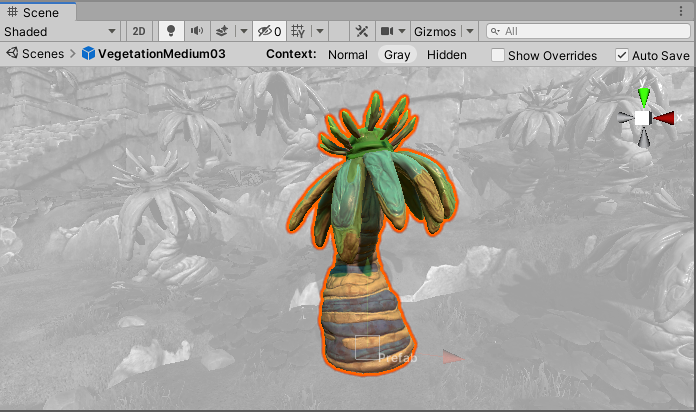 Scene
Shaded 2D 0 Gizmos All
Scenes VegetationMedium03 Context: Normal Gray Hidden Show Overrides Auto Save
x
Prefab